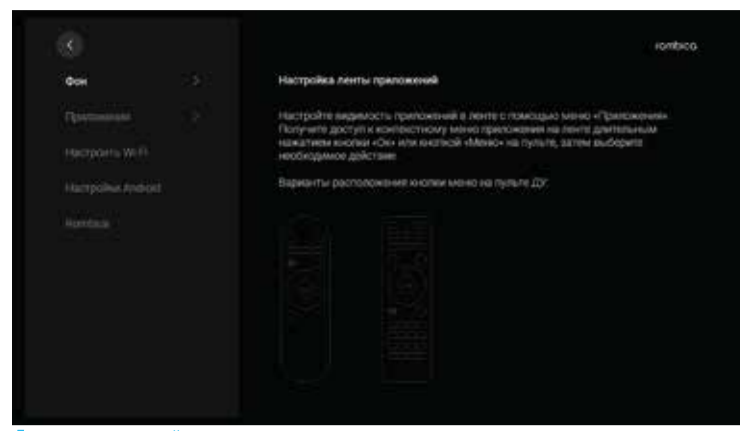 rombica
Фон
Приложения
Настроить Wi-Fi
Настройки Android
Rombica
Настройка ленты приложений
Настройте видимость приложений в ленте с помощью меню «Приложения».
Получите доступ к контекстному меню приложения на ленте длительным
нажатием кнопки «Ок» или кнопкой «Меню» на пульте, затем выберите
необходимое действие
Варианты расположения кнопки меню на пульте ДУ: